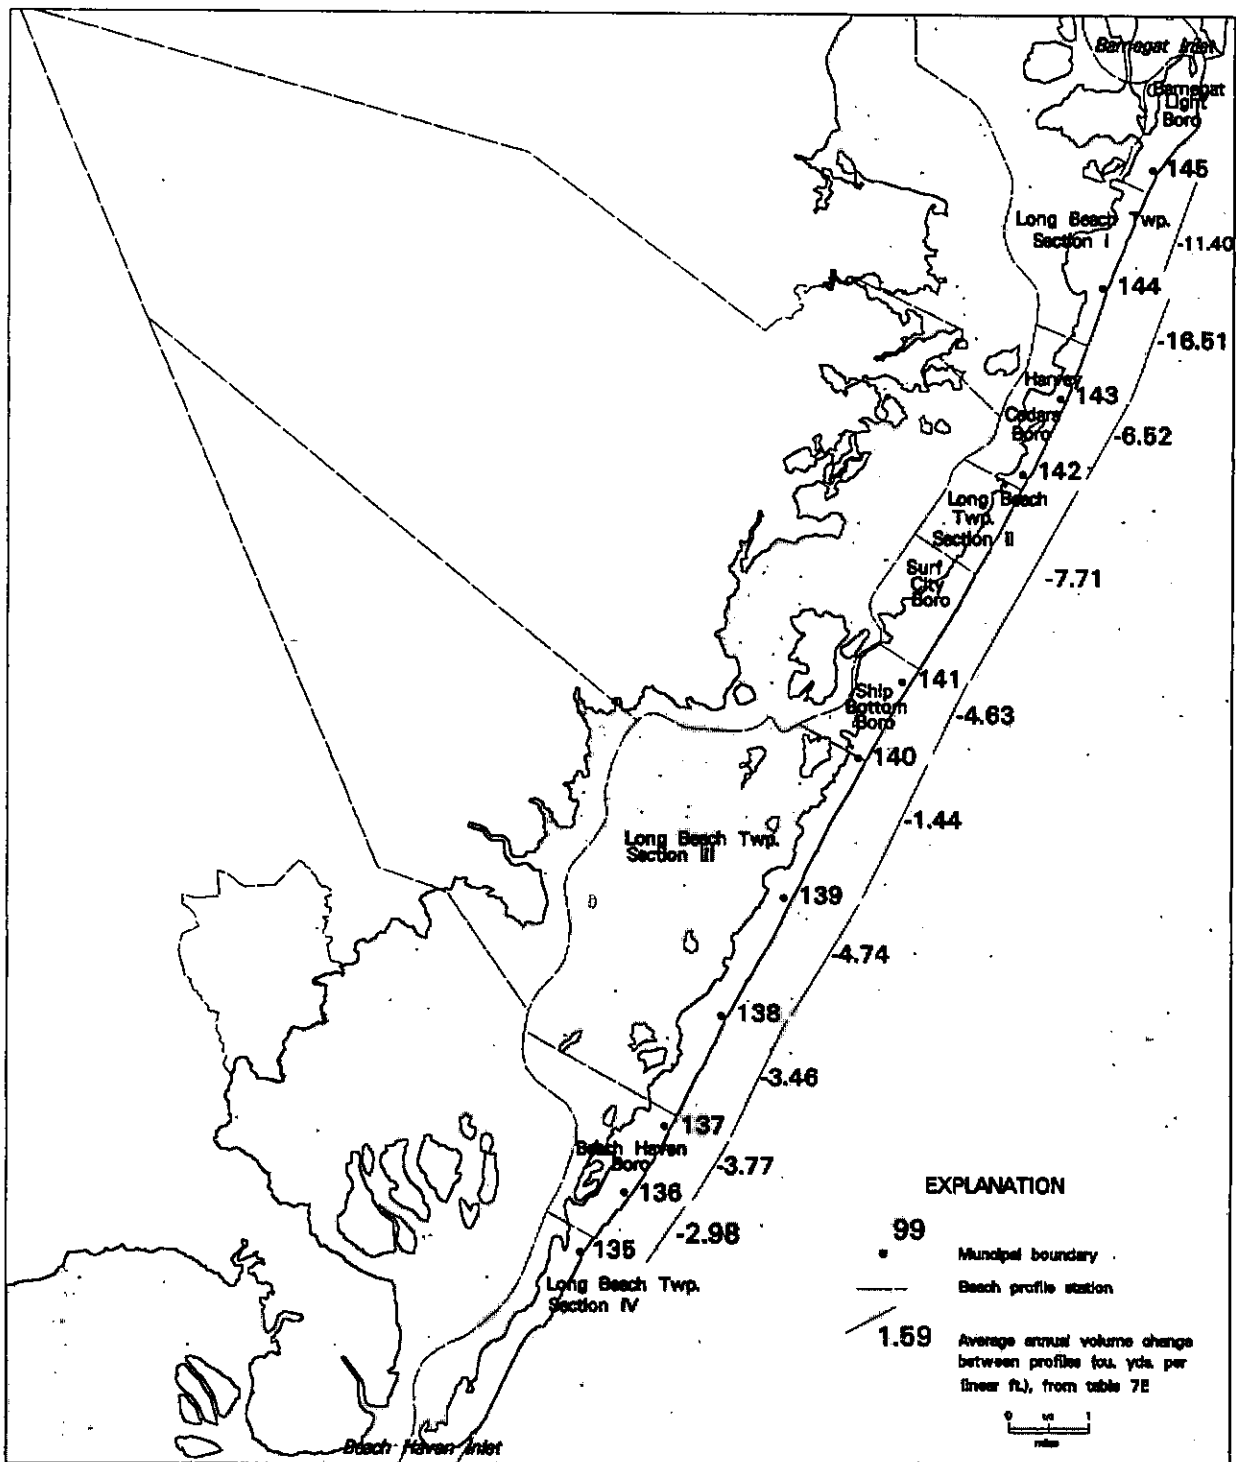 Barnegat Inlet
Barnegat
Light
Boro
145
Long Beach Twp.
Section I
-11.40
144
-16.51
Harvey
143
Cedars
Boro
-6.52
142
Long Beach
Twp.
Section II
-7.71
Surf
City
Boro
141
Ship
Bottom
Boro
-4.63
140
-1.44
Long Beach Twp.
Section III
139
-4.74
138
-3.46
137
Beach Haven
Boro
-3.77
136
-2.98
135
Long Beach Twp.
Section IV
Beach Haven Inlet
EXPLANATION
99
Municipal boundary
Beach profile station
1.59
Average annual volume change
between profiles (cu. yds. per
linear ft.), from table 7E
0 1/2 1
miles